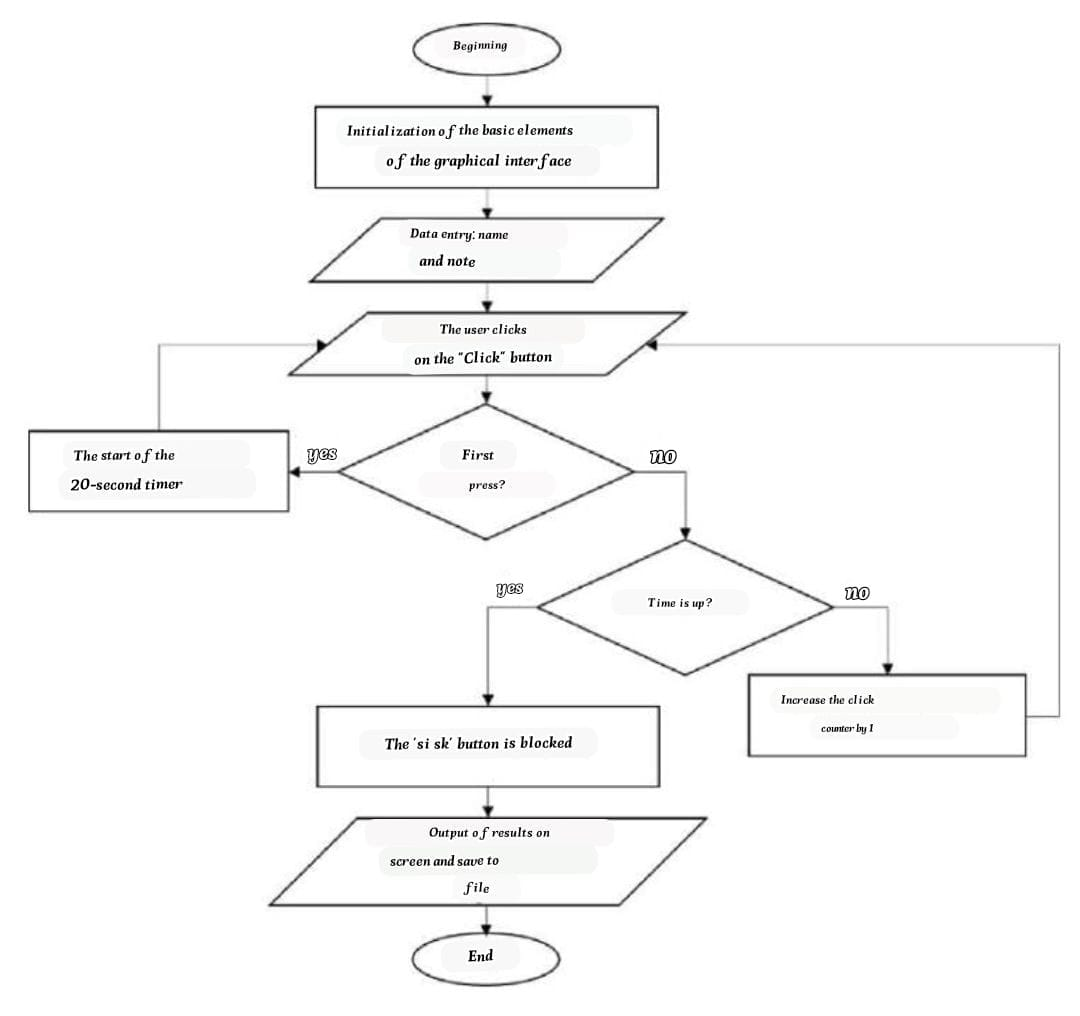 Beginning
Initialization of the basic elements
of the graphical interface
Data entry: name
and note
The user clicks
on the "Click" button
The start of the
20-second timer
yes
First
press?
no
yes
Time is up?
no
Increase the click
counter by 1
The 'si sk' button is blocked
Output of results on
screen and save to
file
End